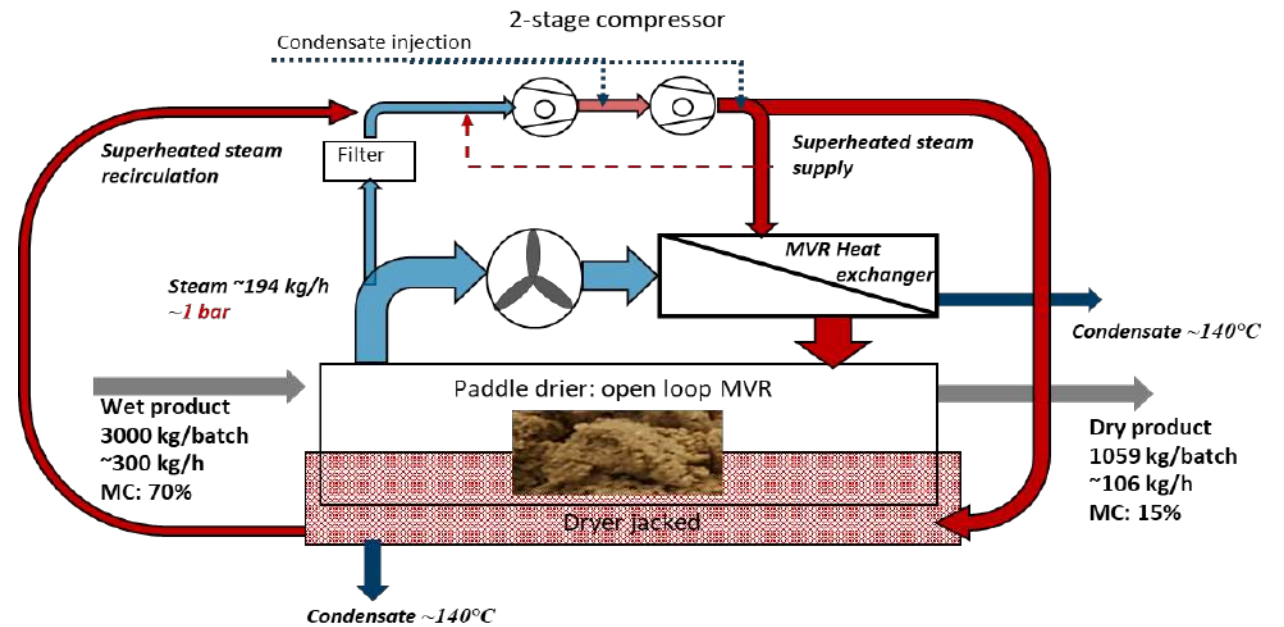 2-stage compressor
Condensate injection
Superheated steam
recirculation
Filter
Superheated steam
supply
MVR Heat
exchanger
Steam ~194 kg/h
~1 bar
Condensate ~140°C
Wet product
3000 kg/batch
~300 kg/h
MC: 70%
Paddle drier: open loop MVR
Dry product
1059 kg/batch
~106 kg/h
MC: 15%
Dryer jacked
Condensate ~140°C